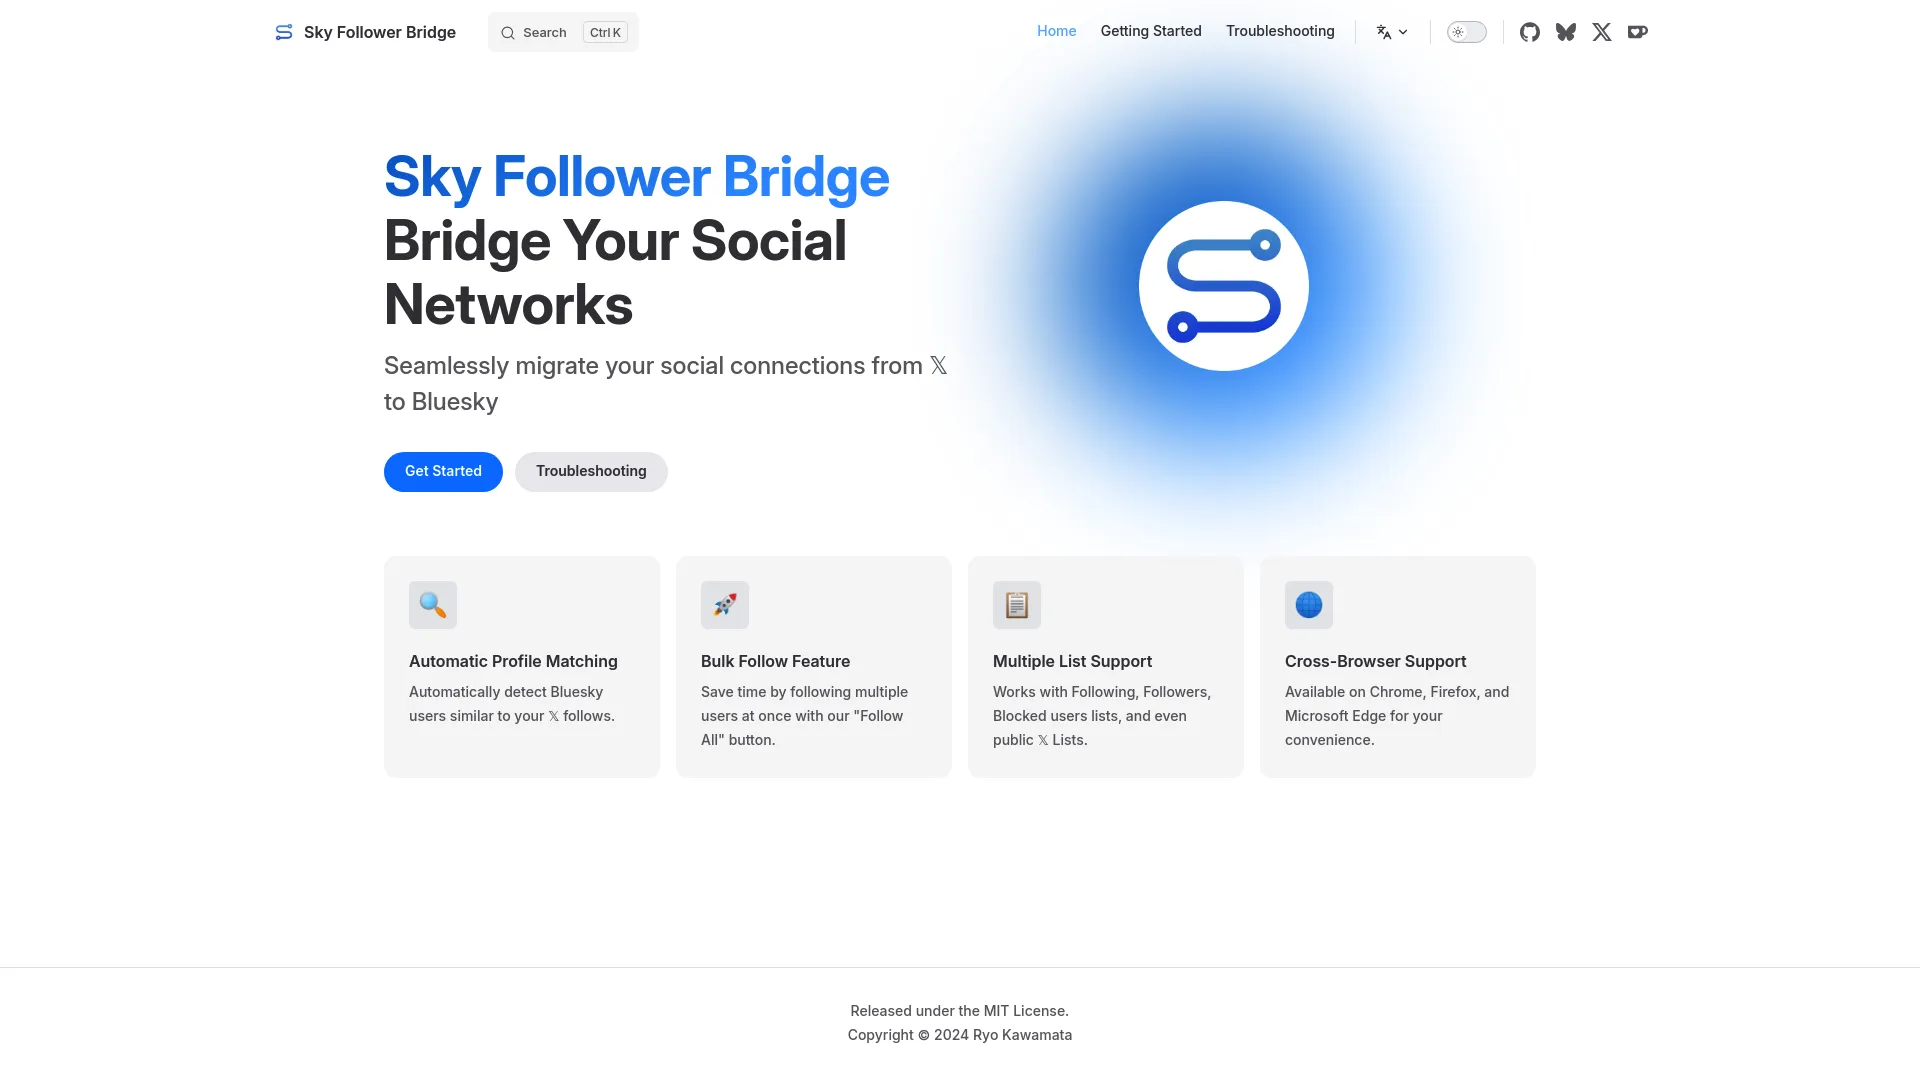 Sky Follower Bridge
Search
Ctrl K
Home
Getting Started
Troubleshooting
Sky Follower Bridge
Bridge Your Social
Networks
Seamlessly migrate your social connections from 𝕏
to Bluesky
Get Started
Troubleshooting
Automatic Profile Matching
Automatically detect Bluesky
users similar to your 𝕏 follows.
Bulk Follow Feature
Save time by following multiple
users at once with our "Follow
All" button.
Multiple List Support
Works with Following, Followers,
Blocked users lists, and even
public 𝕏 Lists.
Cross-Browser Support
Available on Chrome, Firefox, and
Microsoft Edge for your
convenience.
Released under the MIT License.
Copyright © 2024 Ryo Kawamata